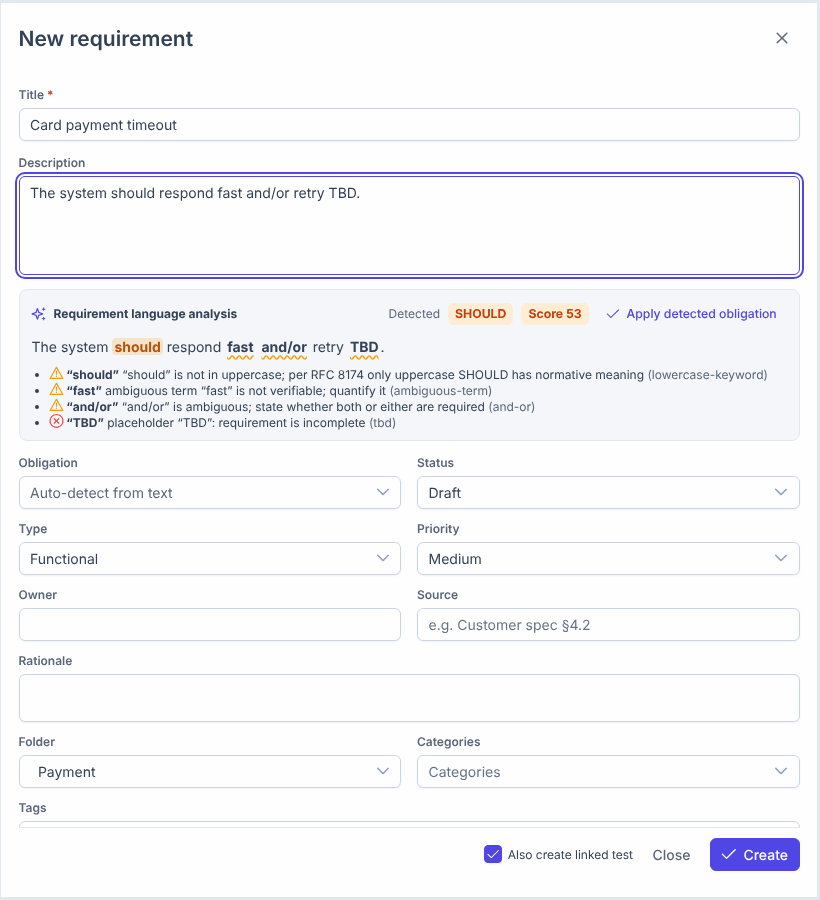 New requirement
Title *
Card payment timeout
Description
The system should respond fast and/or retry TBD.
Requirement language analysis Detected SHOULD Score 53 Apply detected obligation
The system should respond fast and/or retry TBD.
“should” “should” is not in uppercase; per RFC 8174 only uppercase SHOULD has normative meaning (lowercase-keyword)
“fast” ambiguous term “fast” is not verifiable; quantify it (ambiguous-term)
“and/or” “and/or” is ambiguous; state whether both or either are required (and-or)
“TBD” placeholder “TBD”: requirement is incomplete (tbd)
Obligation Status
Auto-detect from text Draft
Type Priority
Functional Medium
Owner Source
e.g. Customer spec §4.2
Rationale
Folder Categories
Payment Categories
Tags
Also create linked test Close Create